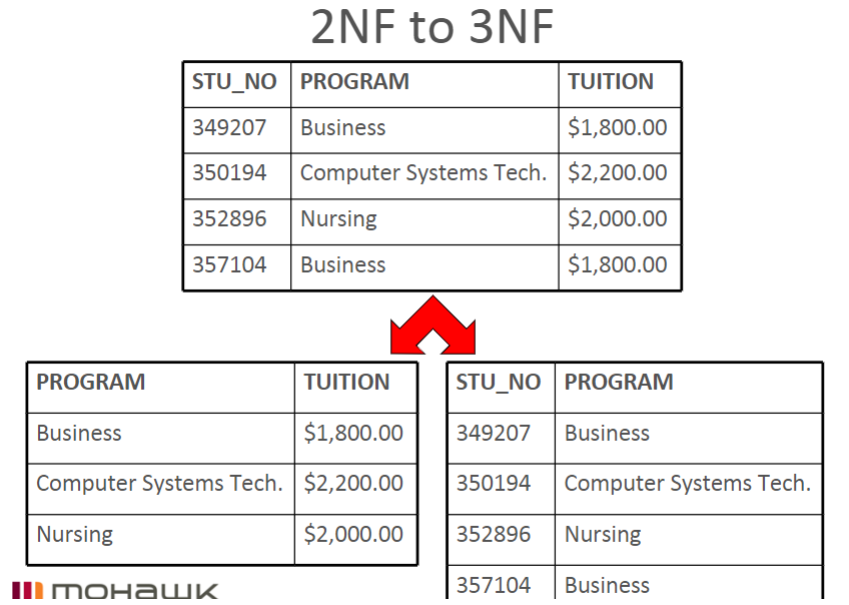 2NF to 3NF
STU_NO PROGRAM TUITION
349207 Business $1,800.00
350194 Computer Systems Tech. $2,200.00
352896 Nursing $2,000.00
357104 Business $1,800.00
PROGRAM TUITION
Business $1,800.00
Computer Systems Tech. $2,200.00
Nursing $2,000.00
STU_NO PROGRAM
349207 Business
350194 Computer Systems Tech.
352896 Nursing
357104 Business
mohawk